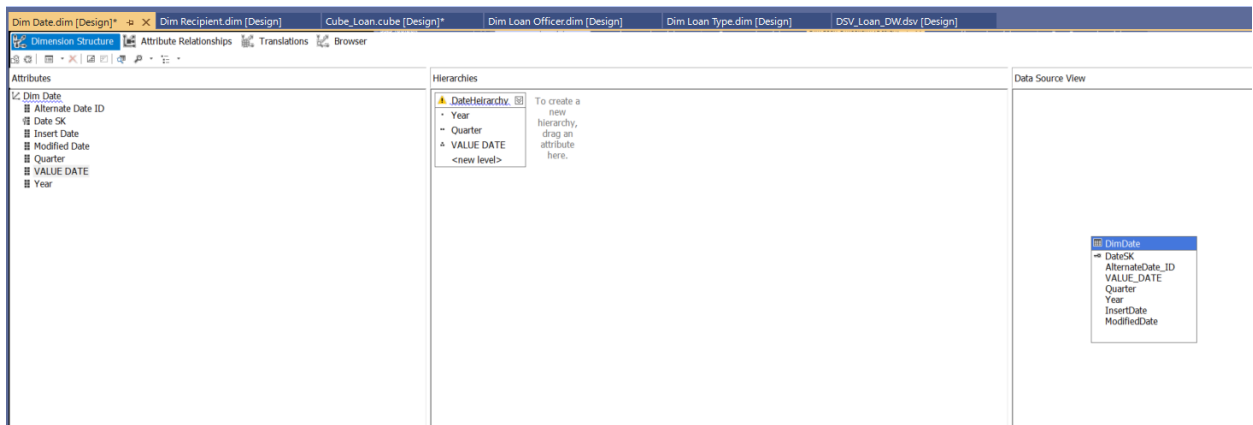 Dim Date.dim [Design]* Dim Recipient.dim [Design] Cube_Loan.cube [Design]* Dim Loan Officer.dim [Design] Dim Loan Type.dim [Design] DSV_Loan_DW.dsv [Design]
Dimension Structure Attribute Relationships Translations Browser
Attributes
Dim Date
Alternate Date ID
Date SK
Insert Date
Modified Date
Quarter
VALUE DATE
Year
Hierarchies
DateHeirarchy
Year
Quarter
VALUE DATE
<new level>
To create a
new
hierarchy,
drag an
attribute
here.
Data Source View
DimDate
DateSK
AlternateDate_ID
VALUE_DATE
Quarter
Year
InsertDate
ModifiedDate